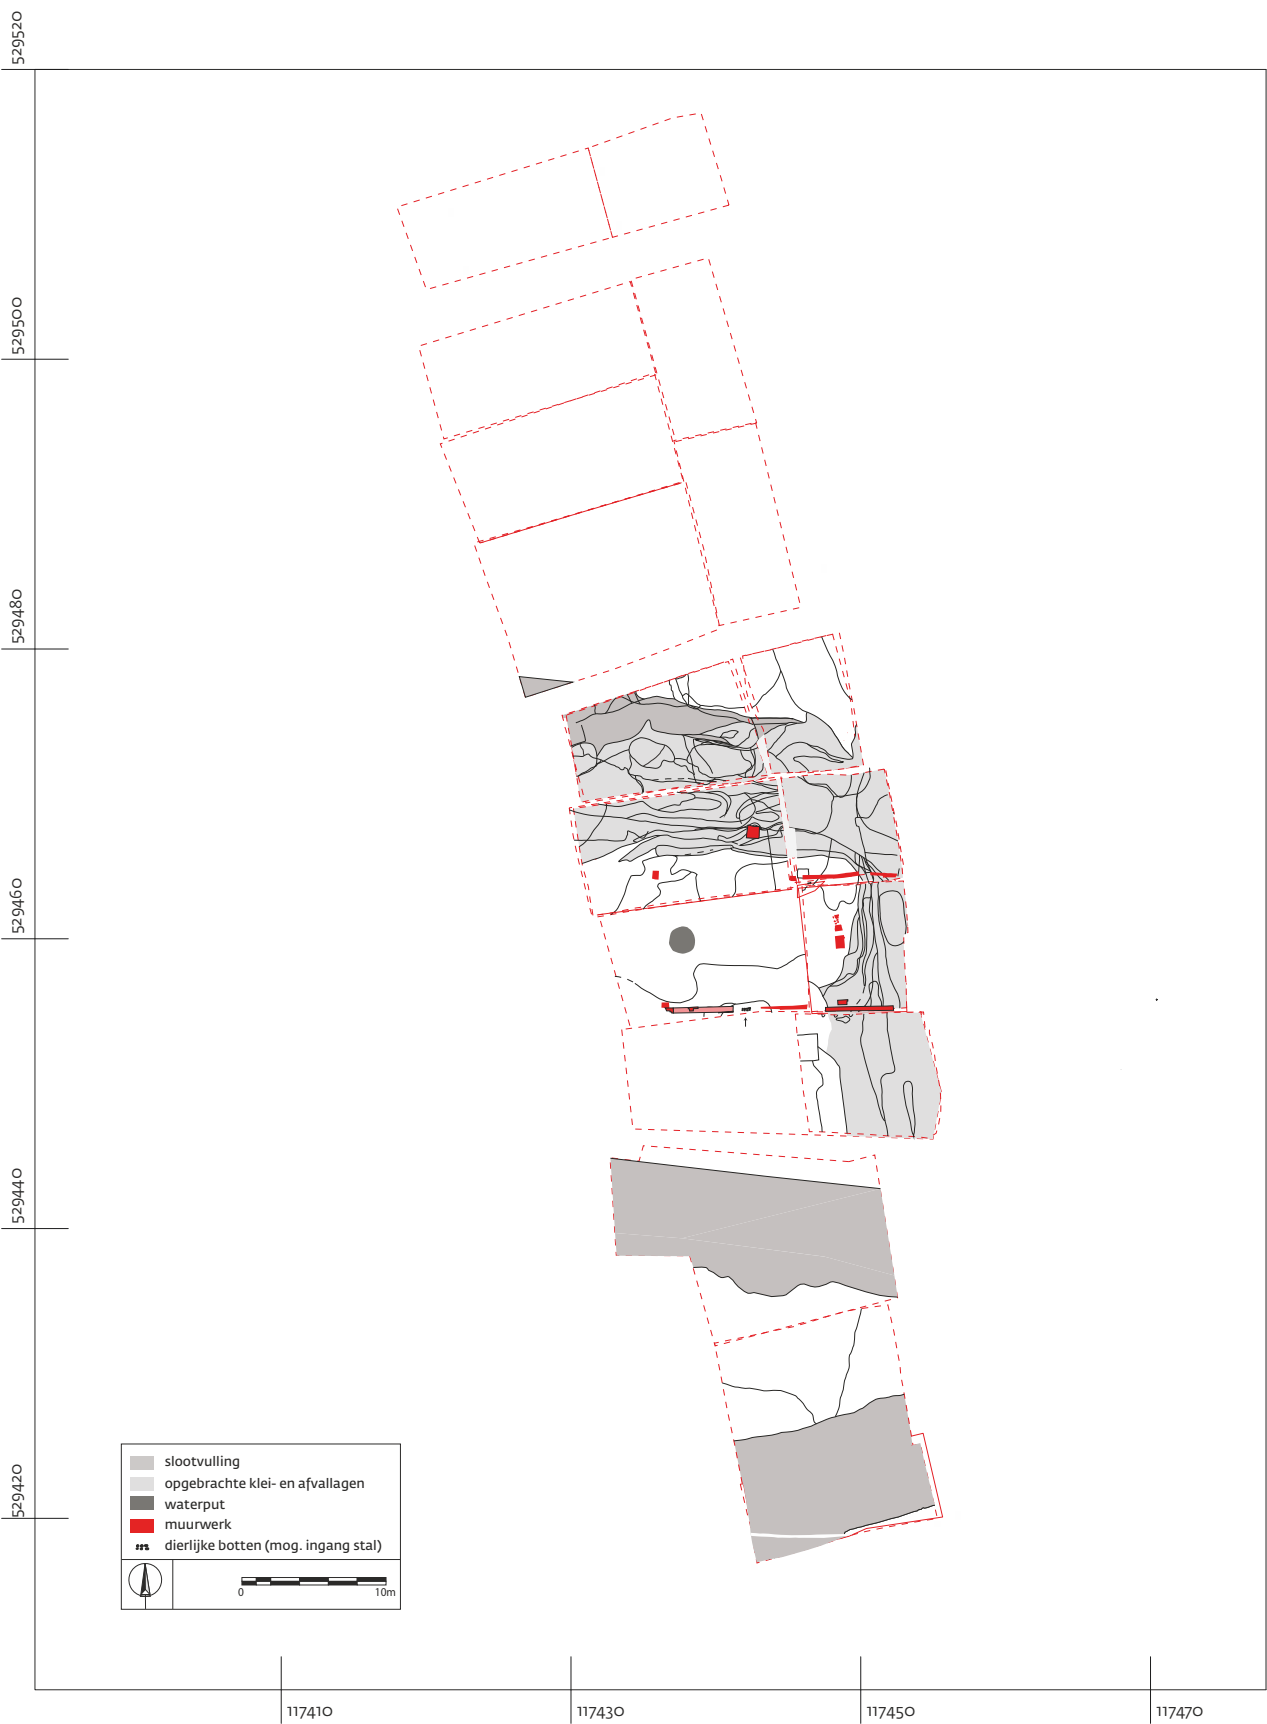 529520
529500
529480
529460
529440
529420
slootvulling
opgebrachte klei- en afvallagen
waterput
muurwerk
dierlijke botten (mog. ingang stal)
0 10m
117410 117430 117450 117470